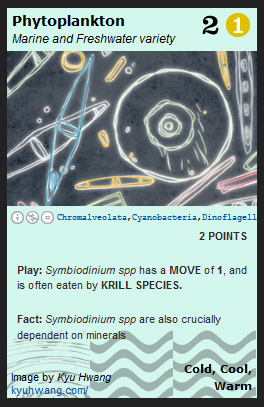 Phytoplankton
Marine and Freshwater variety
2 1
Chromalveolata,Cyanobacteria,Dinoflagell
2 POINTS
Play: Symbiodinium spp has a MOVE of 1, and
is often eaten by KRILL SPECIES.
Fact: Symbiodinium spp are also crucially
dependent on minerals
Image by Kyu Hwang
kyuhwang.com/
Cold, Cool,
Warm